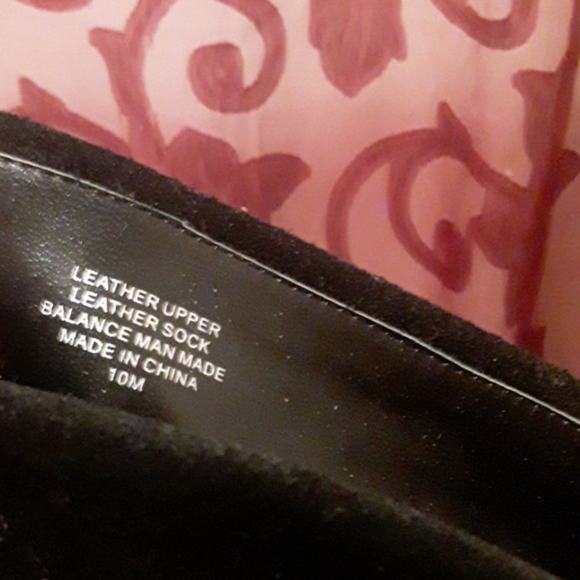 LEATHER UPPER
LEATHER SOCK
BALANCE MAN MADE
MADE IN CHINA
10M